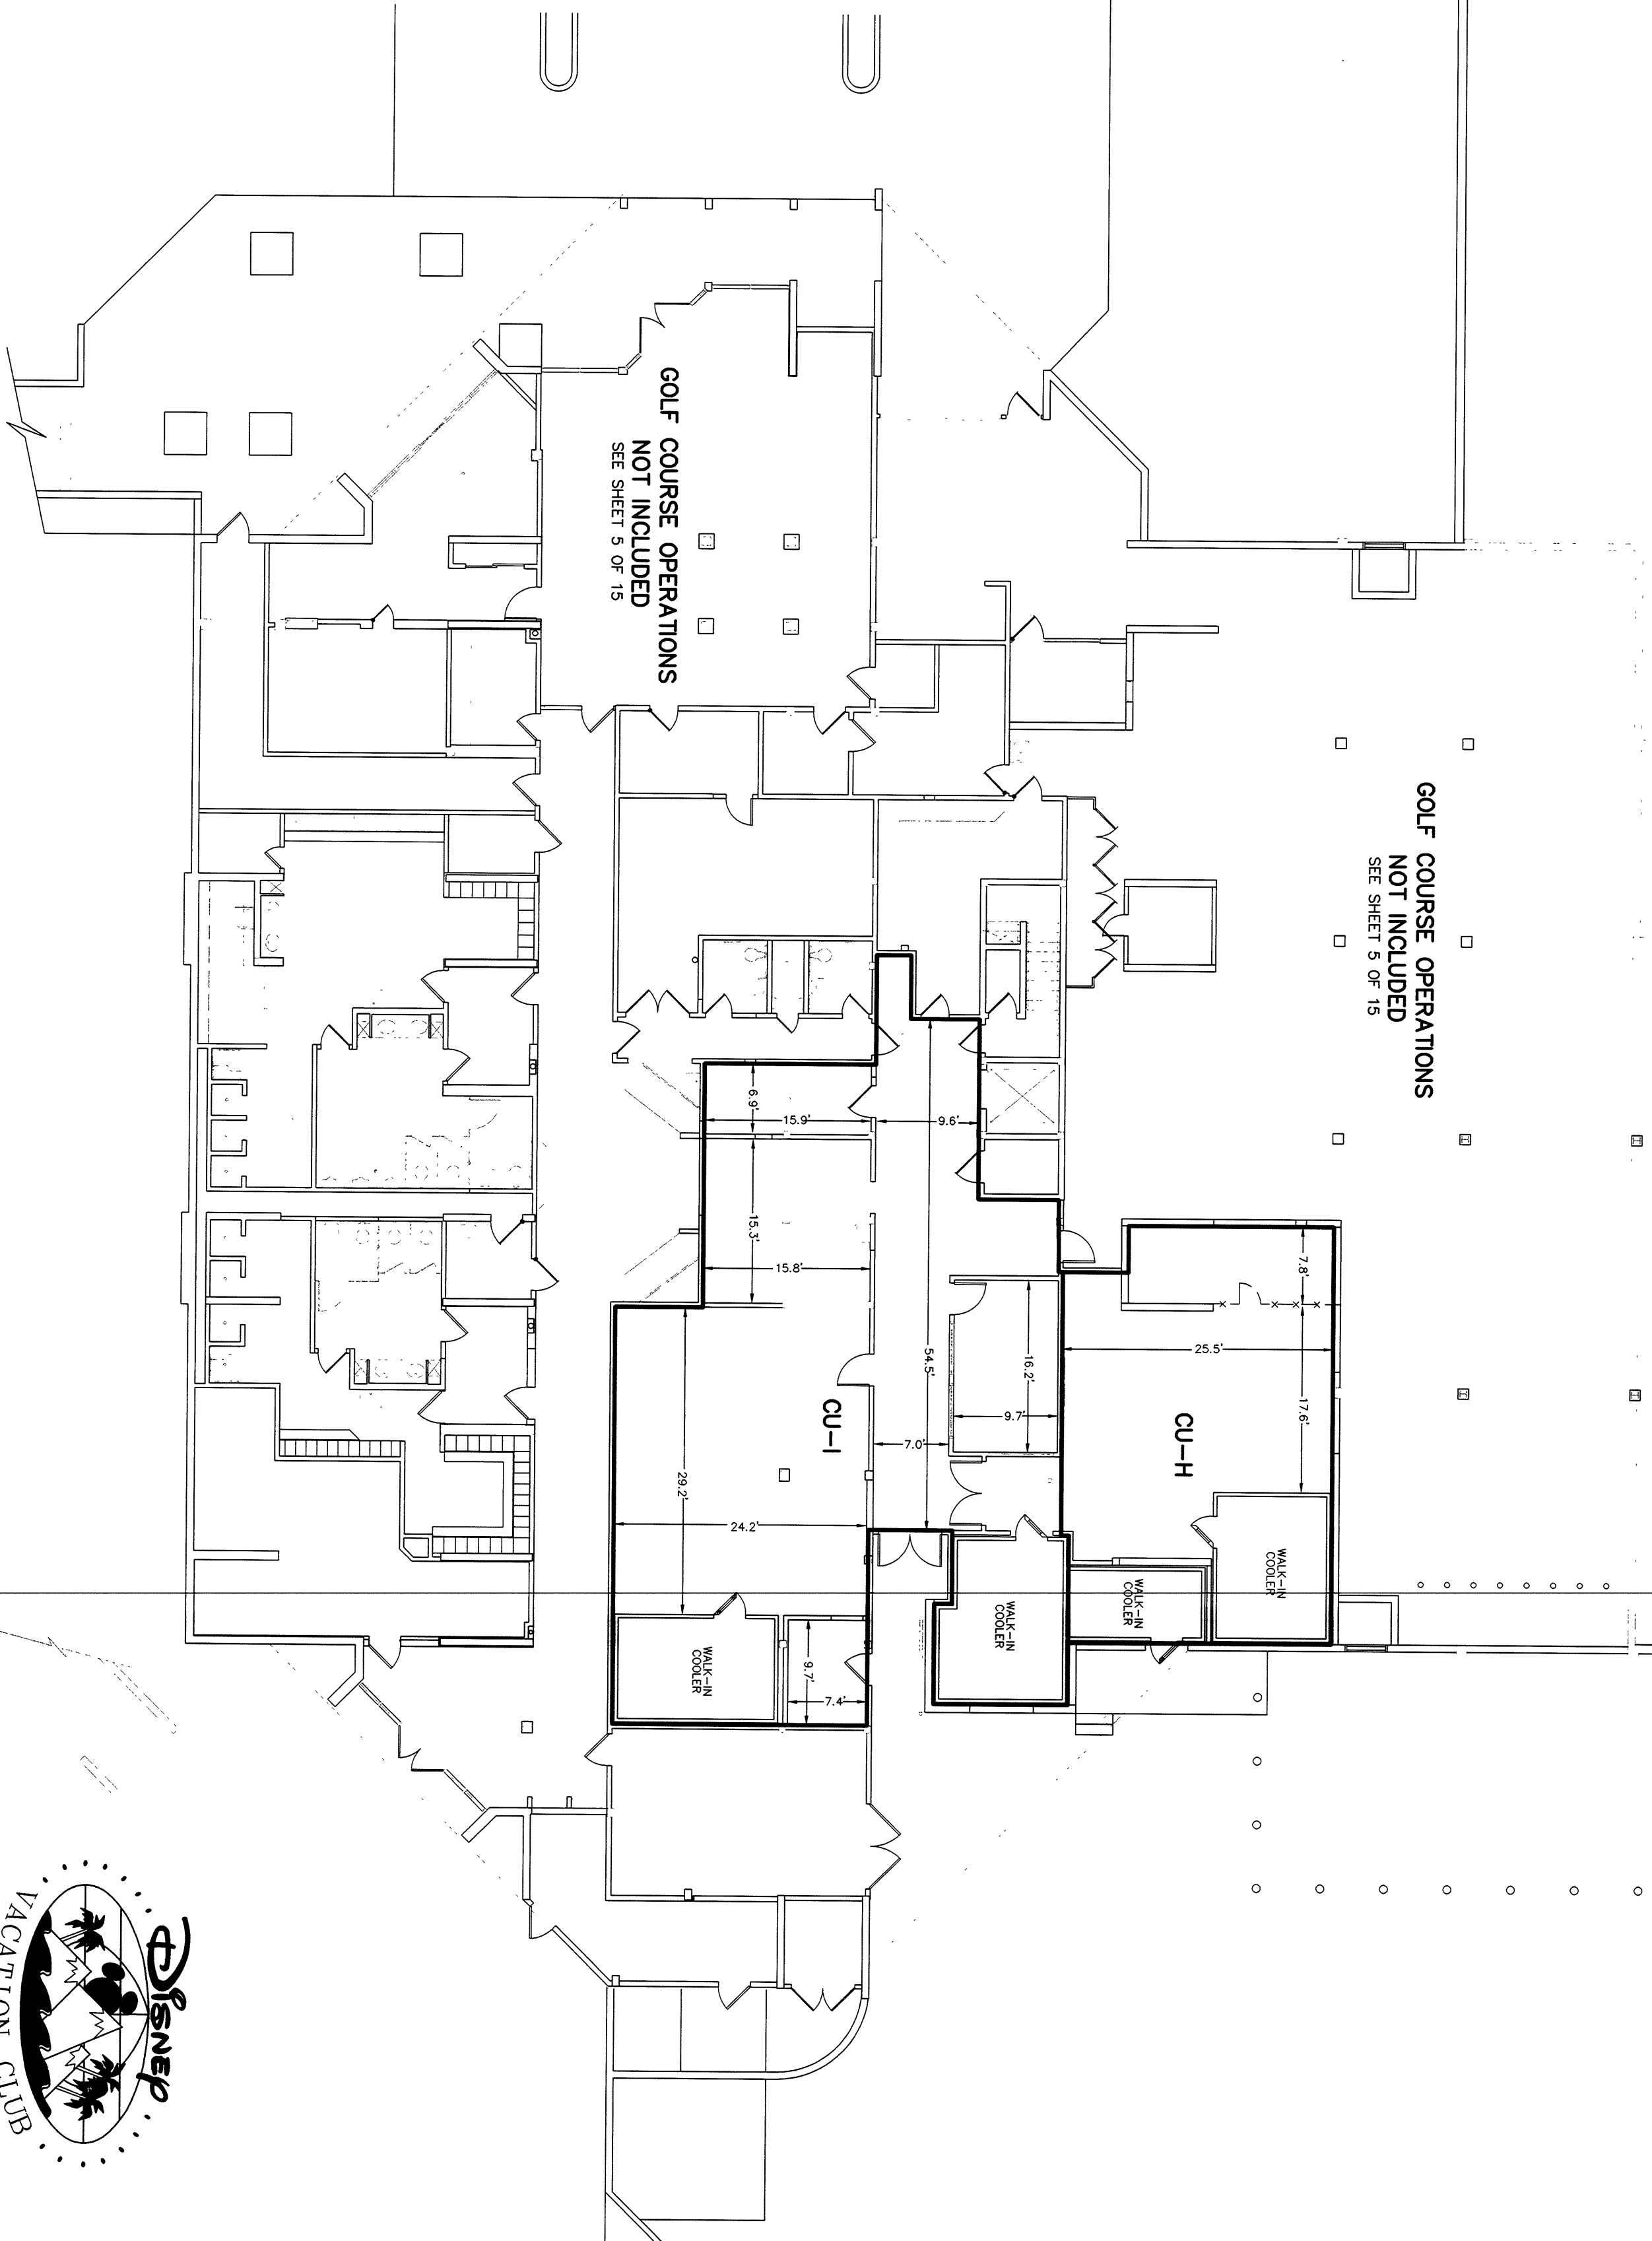 GOLF COURSE OPERATIONS
NOT INCLUDED
SEE SHEET 5 OF 15
GOLF COURSE OPERATIONS
NOT INCLUDED
SEE SHEET 5 OF 15
7.8'
25.5'
17.6'
CU-H
WALK-IN
COOLER
WALK-IN
COOLER
WALK-IN
COOLER
9.6'
54.5'
16.2'
9.7'
7.0'
6.9'
15.9'
15.3'
15.8'
CU-I
29.2'
24.2'
9.7'
7.4'
WALK-IN
COOLER
Disney
VACATION CLUB